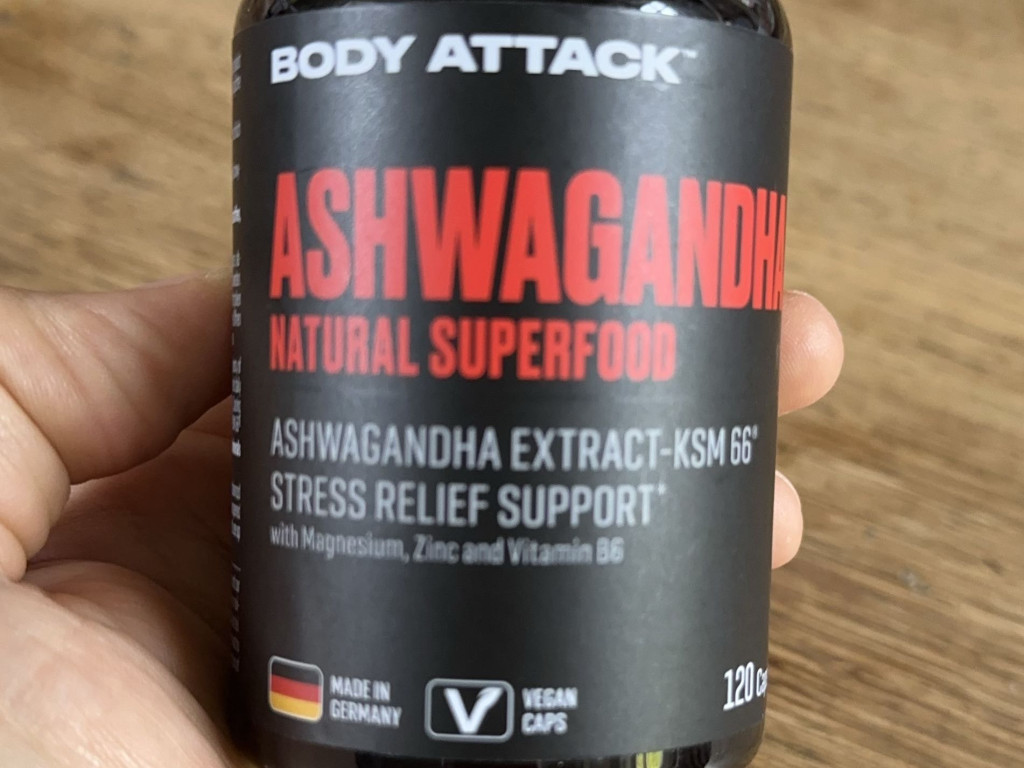 BODY ATTACK™
ASHWAGANDHA
NATURAL SUPERFOOD
ASHWAGANDHA EXTRACT-KSM 66®
STRESS RELIEF SUPPORT*
with Magnesium, Zinc and Vitamin B6
MADE IN
GERMANY
V
VEGAN
CAPS
120